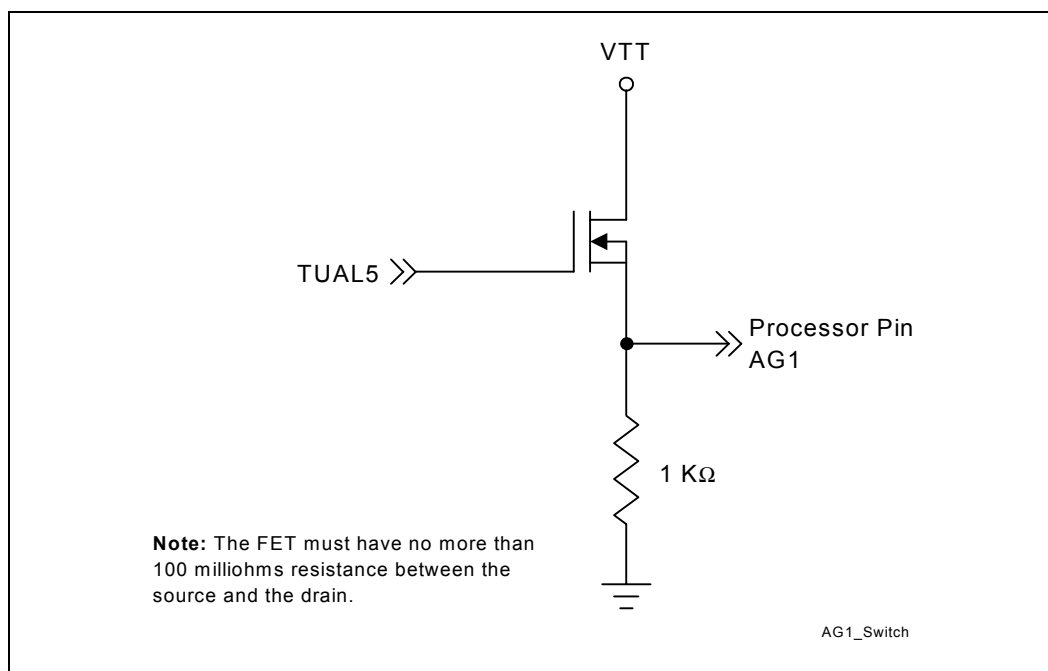 VTT
TUAL5
Processor Pin
AG1
1 KΩ
Note: The FET must have no more than
100 milliohms resistance between the
source and the drain.
AG1_Switch